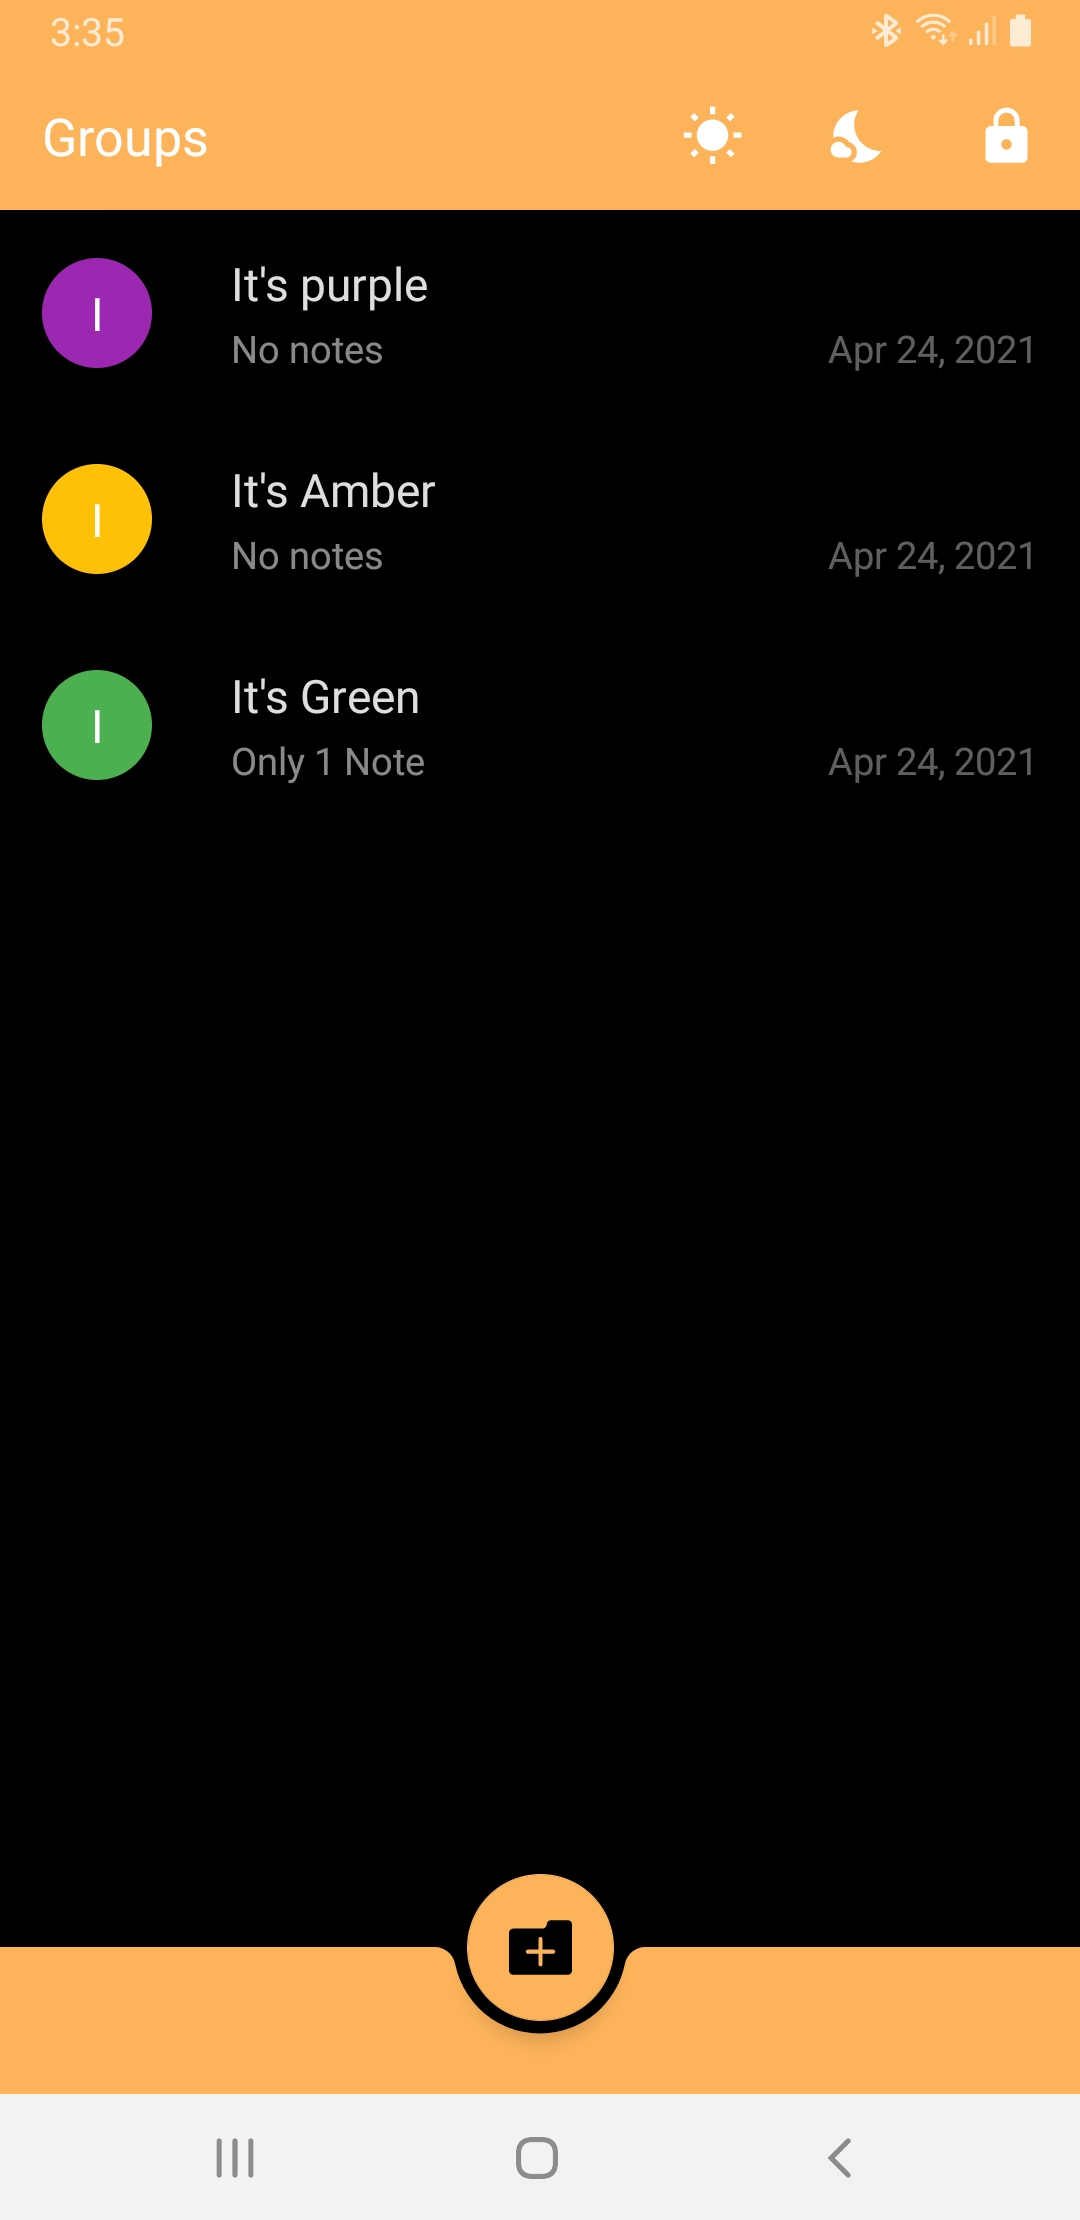 3:35
Groups
I
It's purple
No notes
Apr 24, 2021
I
It's Amber
No notes
Apr 24, 2021
I
It's Green
Only 1 Note
Apr 24, 2021